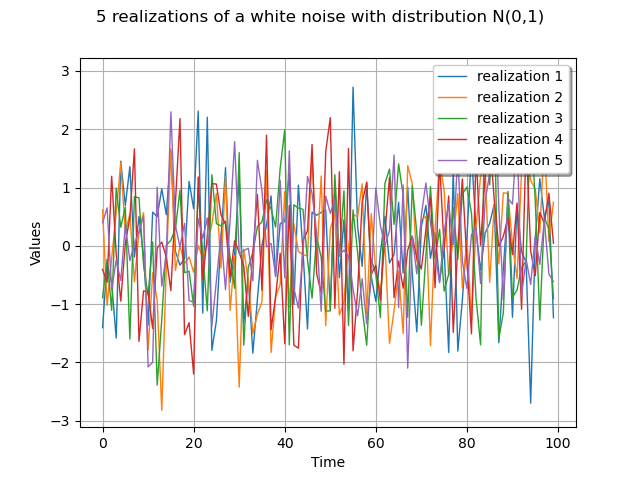 5 realizations of a white noise with distribution N(0,1)
realization 1
realization 2
realization 3
realization 4
realization 5
3
2
1
0
−1
−2
−3
Values
0 20 40 60 80 100
Time